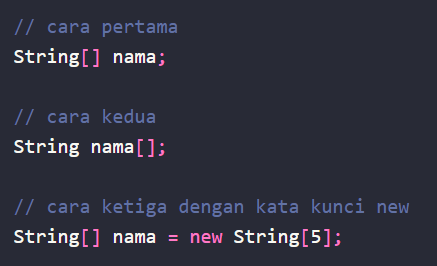 // cara pertama
String[] nama;
// cara kedua
String nama[];
// cara ketiga dengan kata kunci new
String[] nama = new String[5];